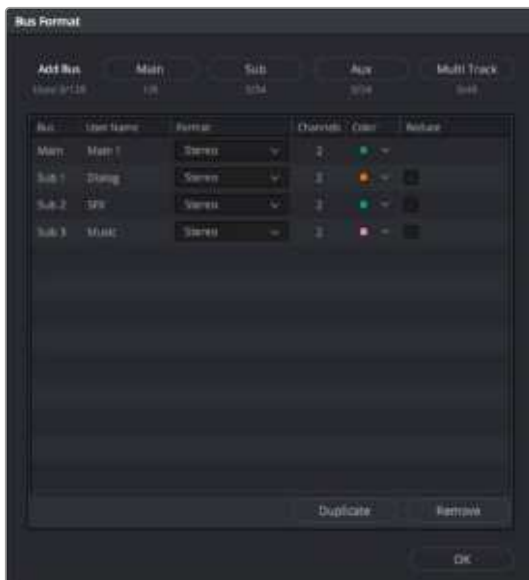 Bus Format
Add Bus Main Sub Aux Multi Track
Bus User Name Format Channels Color Reduce
Main Main 1 Stereo 2
Sub 1 Dialog Stereo 2
Sub 2 SFX Stereo 2
Sub 3 Music Stereo 2
Duplicate Remove
OK